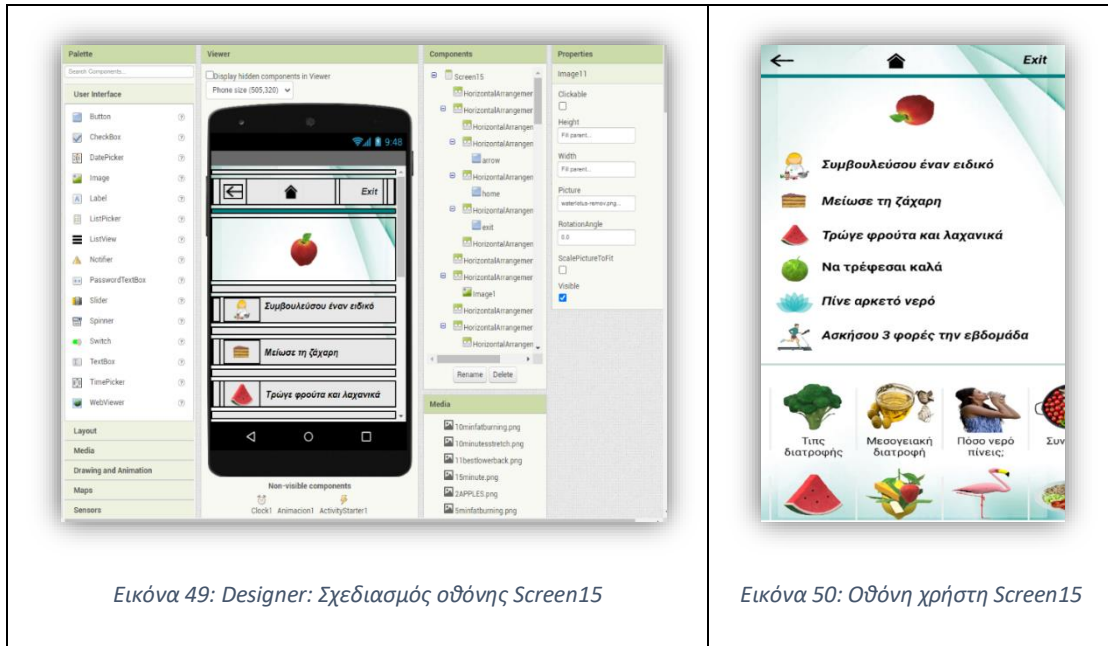 Palette
Search Components...
User Interface
Button
CheckBox
DatePicker
Image
Label
ListPicker
ListView
Notifier
PasswordTextBox
Slider
Spinner
Switch
TextBox
TimePicker
WebViewer
Layout
Media
Drawing and Animation
Maps
Sensors
Viewer
Display hidden components in Viewer
Phone size (505,320)
9:48
Exit
Συμβουλεύσου έναν ειδικό
Μείωσε τη ζάχαρη
Τρώγε φρούτα και λαχανικά
Non-visible components
Clock1 Animacion1 ActivityStarter1
Components
Screen15
HorizontalArrangemer
HorizontalArrangemer
HorizontalArrangen
HorizontalArrangen
arrow
HorizontalArrangen
home
HorizontalArrangen
exit
HorizontalArrangen
HorizontalArrangemer
HorizontalArrangemer
Image1
HorizontalArrangemer
HorizontalArrangemer
HorizontalArrangen
Rename Delete
Media
10minfatburning.png
10minutesstretch.png
11bestlowerback.png
15minute.png
2APPLES.png
5minfatburning.png
Properties
Image11
Clickable
Height
Fill parent...
Width
Fill parent...
Picture
waterlotus-remov.png...
RotationAngle
0.0
ScalePictureToFit
Visible
Εικόνα 49: Designer: Σχεδιασμός οθόνης Screen15
Exit
Συμβουλεύσου έναν ειδικό
Μείωσε τη ζάχαρη
Τρώγε φρούτα και λαχανικά
Να τρέφεσαι καλά
Πίνε αρκετό νερό
Ασκήσου 3 φορές την εβδομάδα
Τιπς διατροφής
Μεσογειακή διατροφή
Πόσο νερό πίνεις;
Συν
Εικόνα 50: Οθόνη χρήστη Screen15